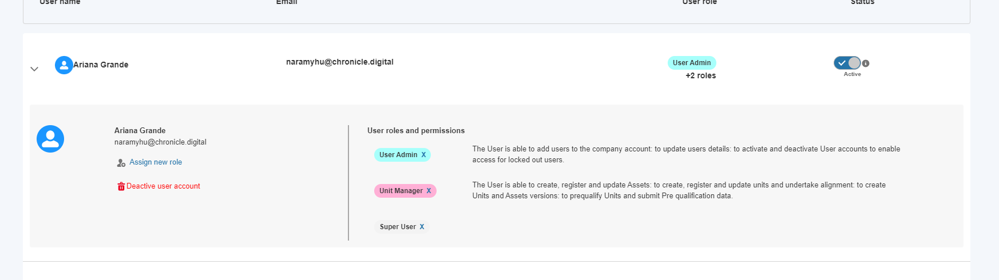 User name
Email
User role
Status
Ariana Grande
naramyhu@chronicle.digital
User Admin
+2 roles
Active
Ariana Grande
naramyhu@chronicle.digital
Assign new role
Deactive user account
User roles and permissions
User Admin X
The User is able to add users to the company account: to update users details: to activate and deactivate User accounts to enable
access for locked out users.
Unit Manager X
The User is able to create, register and update Assets: to create, register and update units and undertake alignment: to create
Units and Assets versions: to prequalify Units and submit Pre qualification data.
Super User X